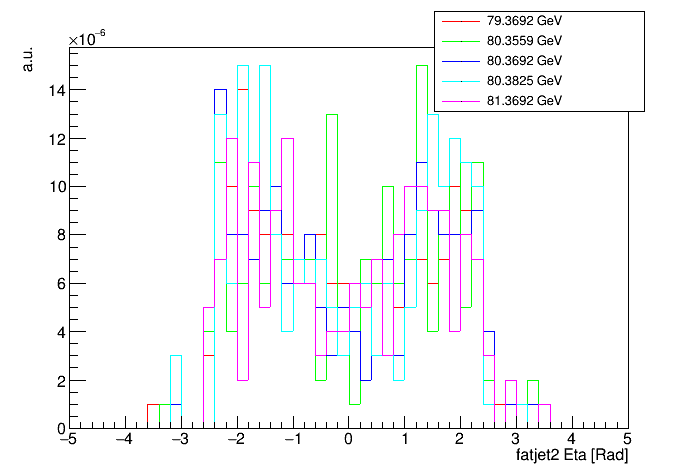 79.3692 GeV
80.3559 GeV
80.3692 GeV
80.3825 GeV
81.3692 GeV
×10⁻⁶
a.u.
14
12
10
8
6
4
2
0
−5 −4 −3 −2 −1 0 1 2 3 4 5
fatjet2 Eta [Rad]